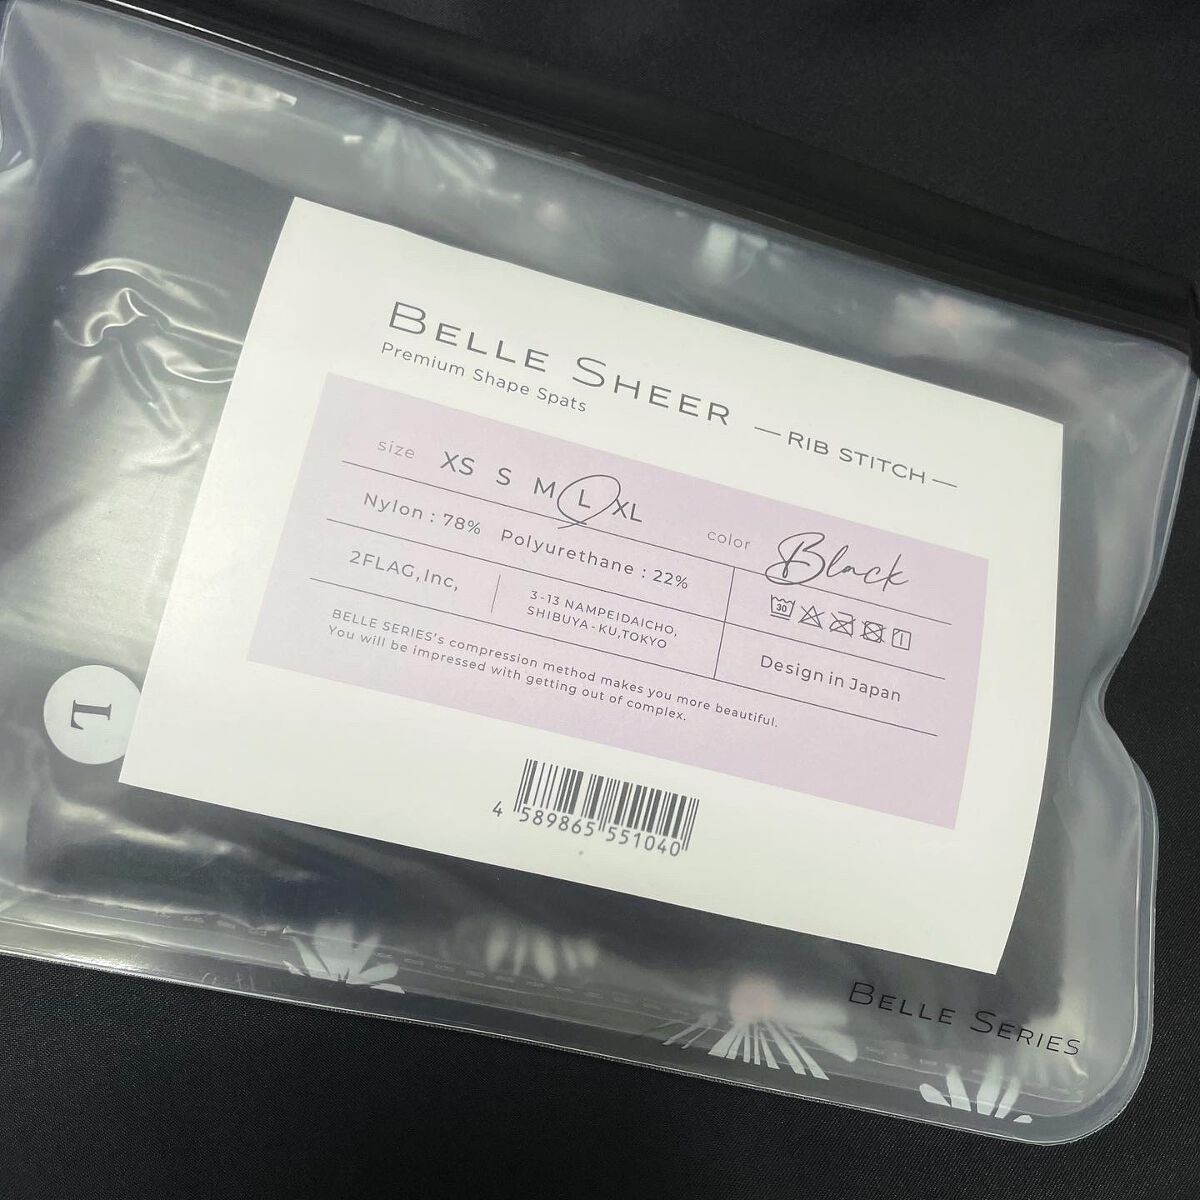 BELLE SHEER —RIB STITCH—
Premium Shape Spats
size XS S M L XL color Black
Nylon : 78% Polyurethane : 22%
30
2FLAG,Inc,
3-13 NAMPEIDAICHO,
SHIBUYA-KU,TOKYO
Design in Japan
BELLE SERIES's compression method makes you more beautiful.
You will be impressed with getting out of complex.
4 589865 551040
L
BELLE SERIES